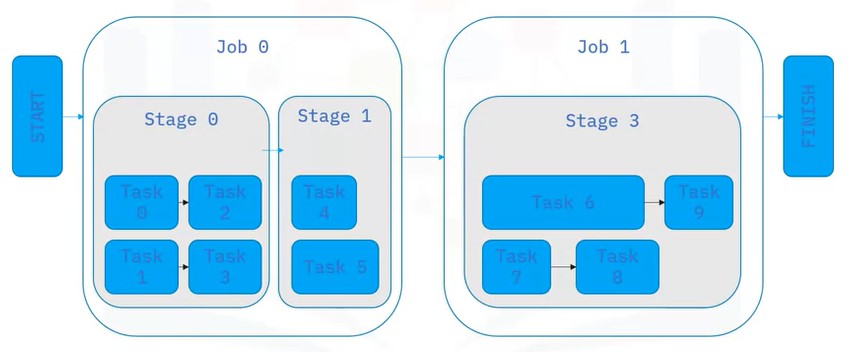 START
Job 0
Stage 0
Task
0
Task
2
Task
1
Task
3
Stage 1
Task
4
Task 5
Job 1
Stage 3
Task 6
Task
9
Task
7
Task
8
FINISH